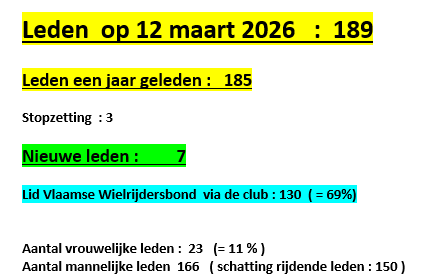 Leden op 12 maart 2026 : 189
Leden een jaar geleden : 185
Stopzetting : 3
Nieuwe leden : 7
Lid Vlaamse Wielrijdersbond via de club : 130 ( = 69%)
Aantal vrouwelijke leden : 23 (= 11 % )
Aantal mannelijke leden 166 ( schatting rijdende leden : 150 )